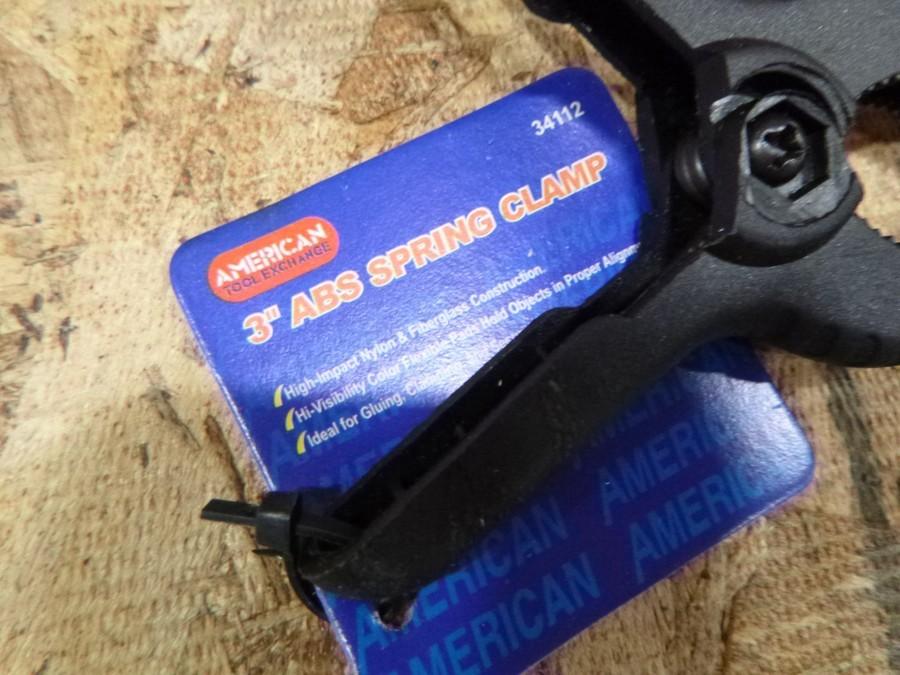 34112
AMERICAN
TOOL EXCHANGE
3" ABS SPRING CLAMP
High-Impact Nylon & Fiberglass Construction.
Hi-Visibility Color Flexible Pads Hold Objects in Proper
Ideal for Gluing,
AMERICAN AMERICAN
AMERICAN AMERICAN
AMERICAN